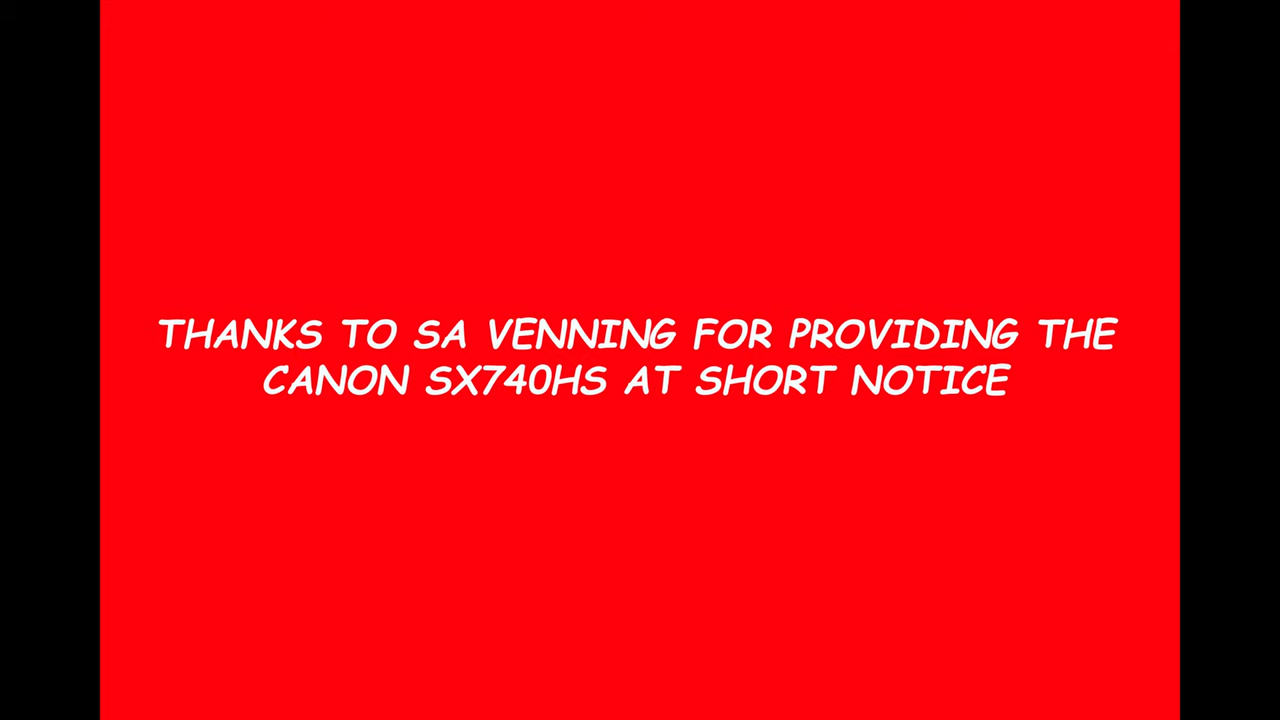 THANKS TO SA VENNING FOR PROVIDING THE
CANON SX740HS AT SHORT NOTICE